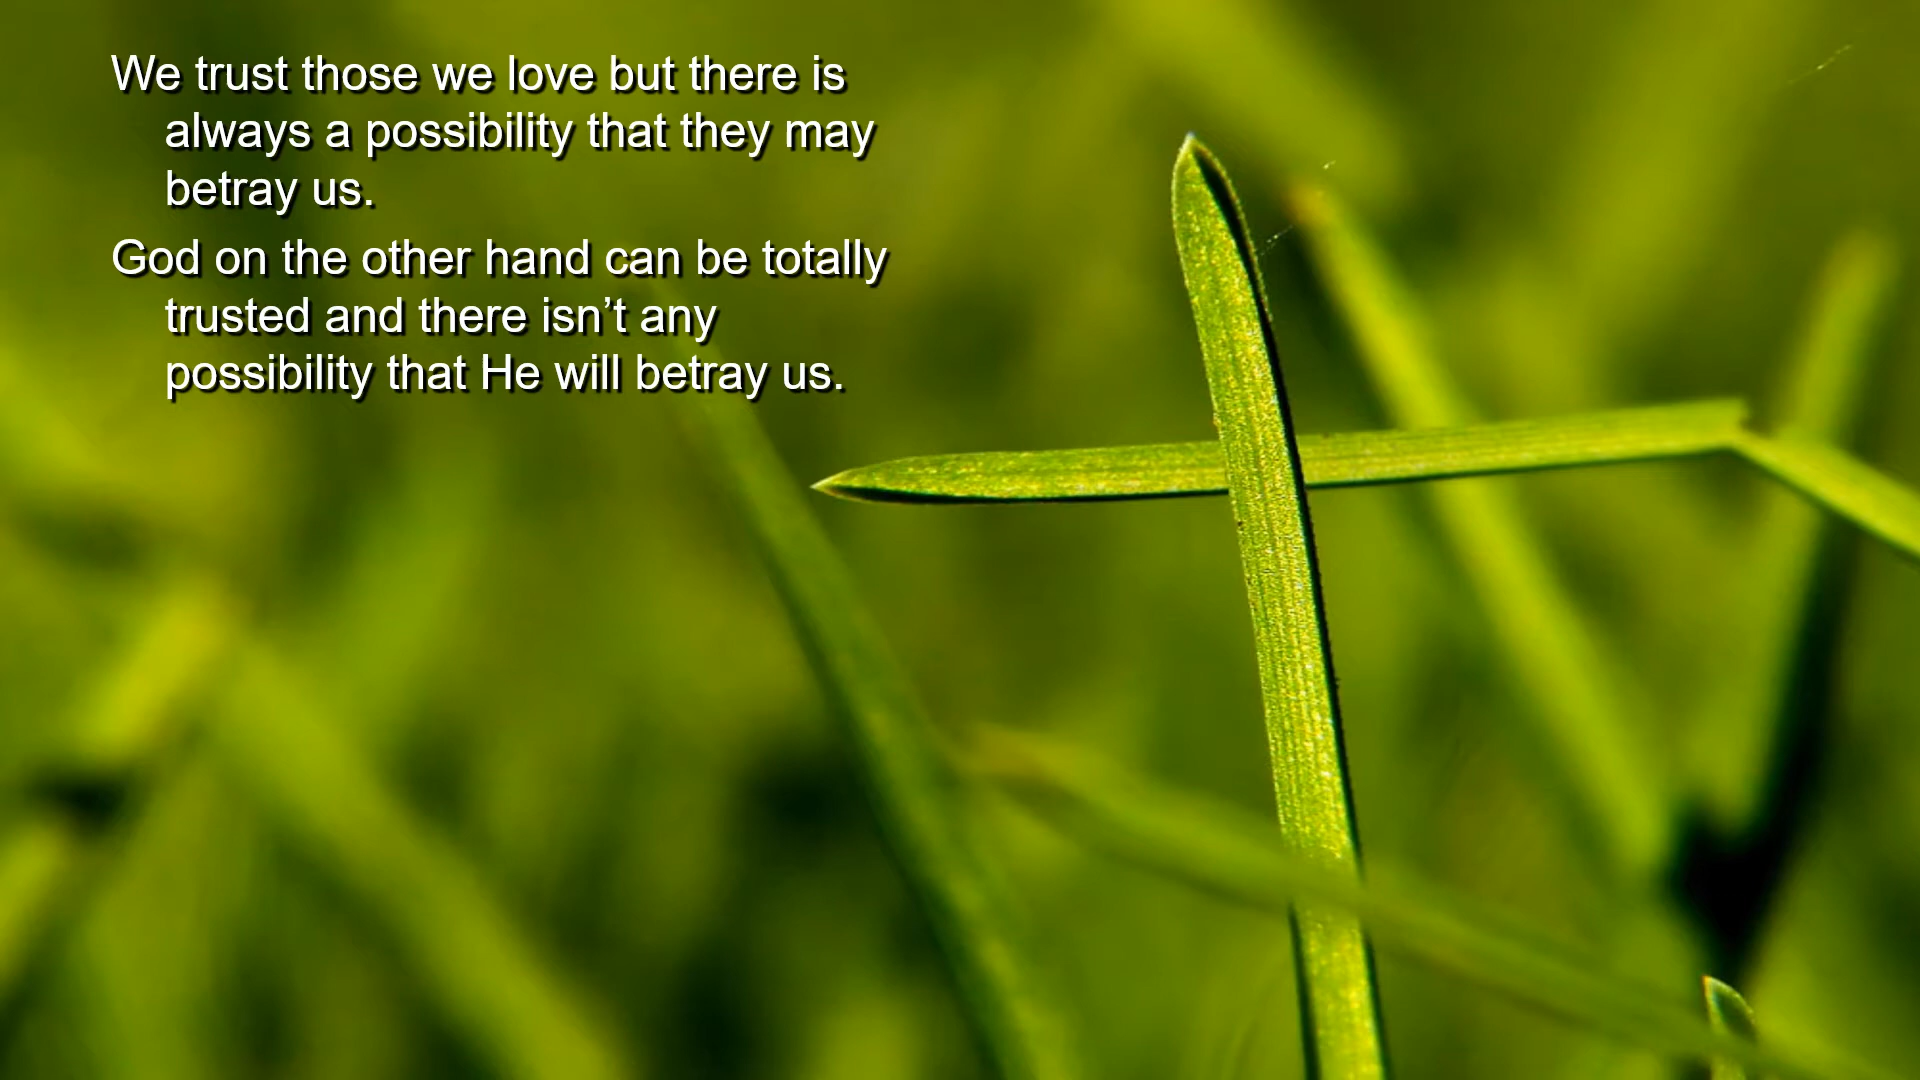 We trust those we love but there is
always a possibility that they may
betray us.
God on the other hand can be totally
trusted and there isn’t any
possibility that He will betray us.